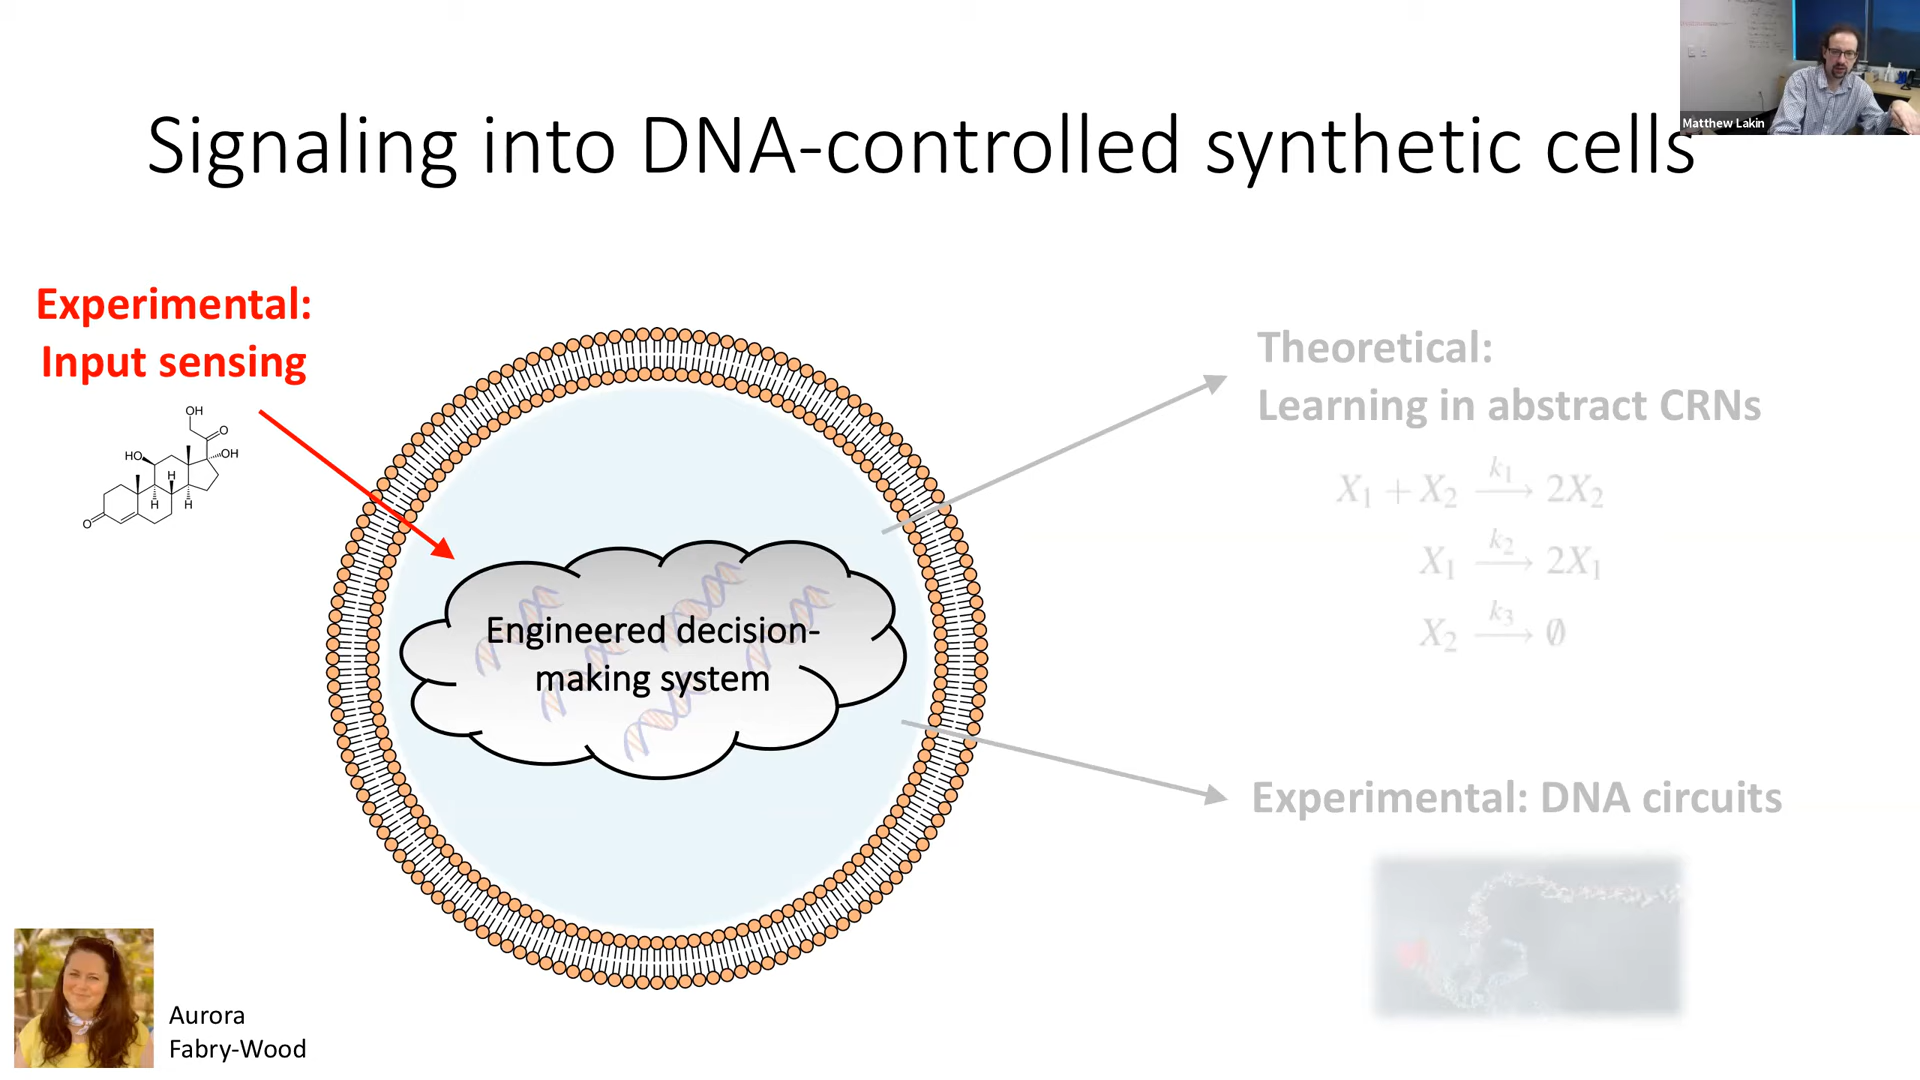 Signaling into DNA-controlled synthetic cells
Matthew Lakin
Experimental:
Input sensing
OH
O
HO
OH
H
H
H
O
Engineered decision-
making system
Theoretical:
Learning in abstract CRNs
X₁ + X₂ —k₁→ 2X₂
X₁ —k₂→ 2X₁
X₂ —k₃→ ∅
Experimental: DNA circuits
Aurora
Fabry-Wood